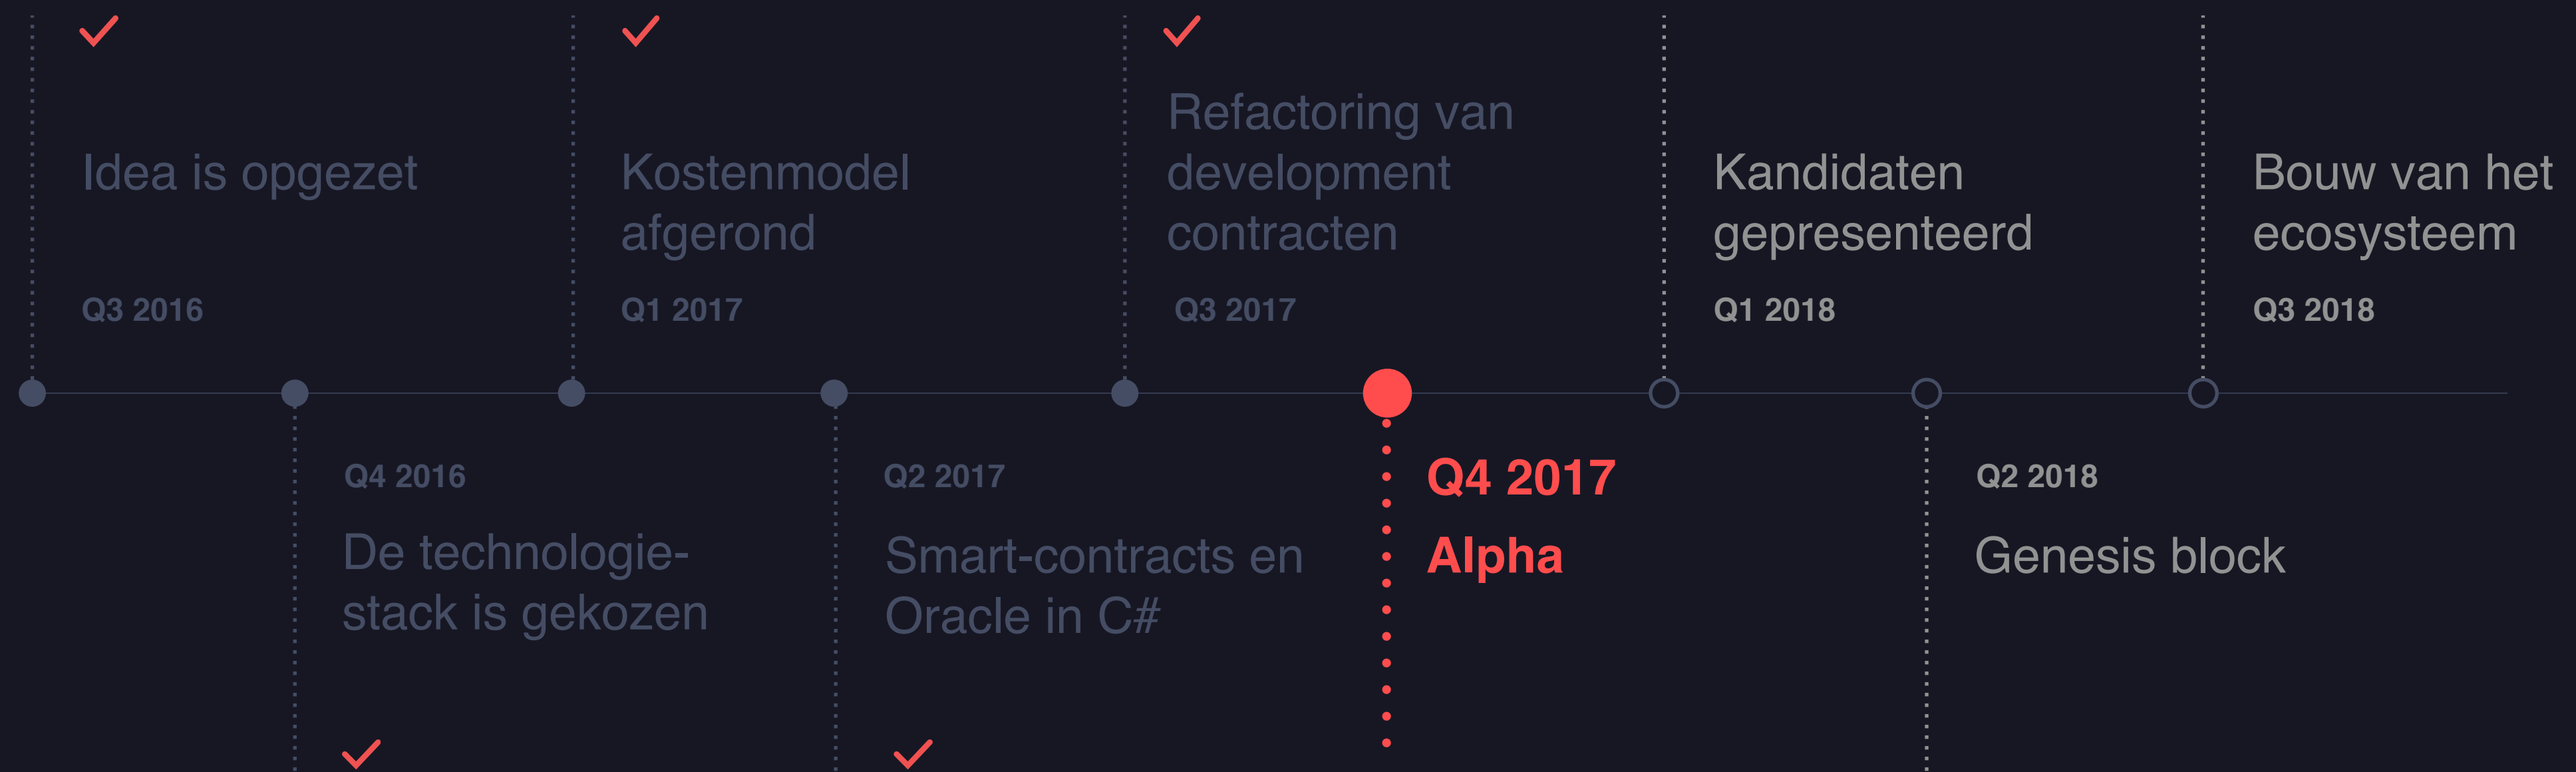 Idea is opgezet
Q3 2016
Q4 2016
De technologie-
stack is gekozen
Kostenmodel
afgerond
Q1 2017
Q2 2017
Smart-contracts en
Oracle in C#
Refactoring van
development
contracten
Q3 2017
Q4 2017
Alpha
Kandidaten
gepresenteerd
Q1 2018
Q2 2018
Genesis block
Bouw van het
ecosysteem
Q3 2018